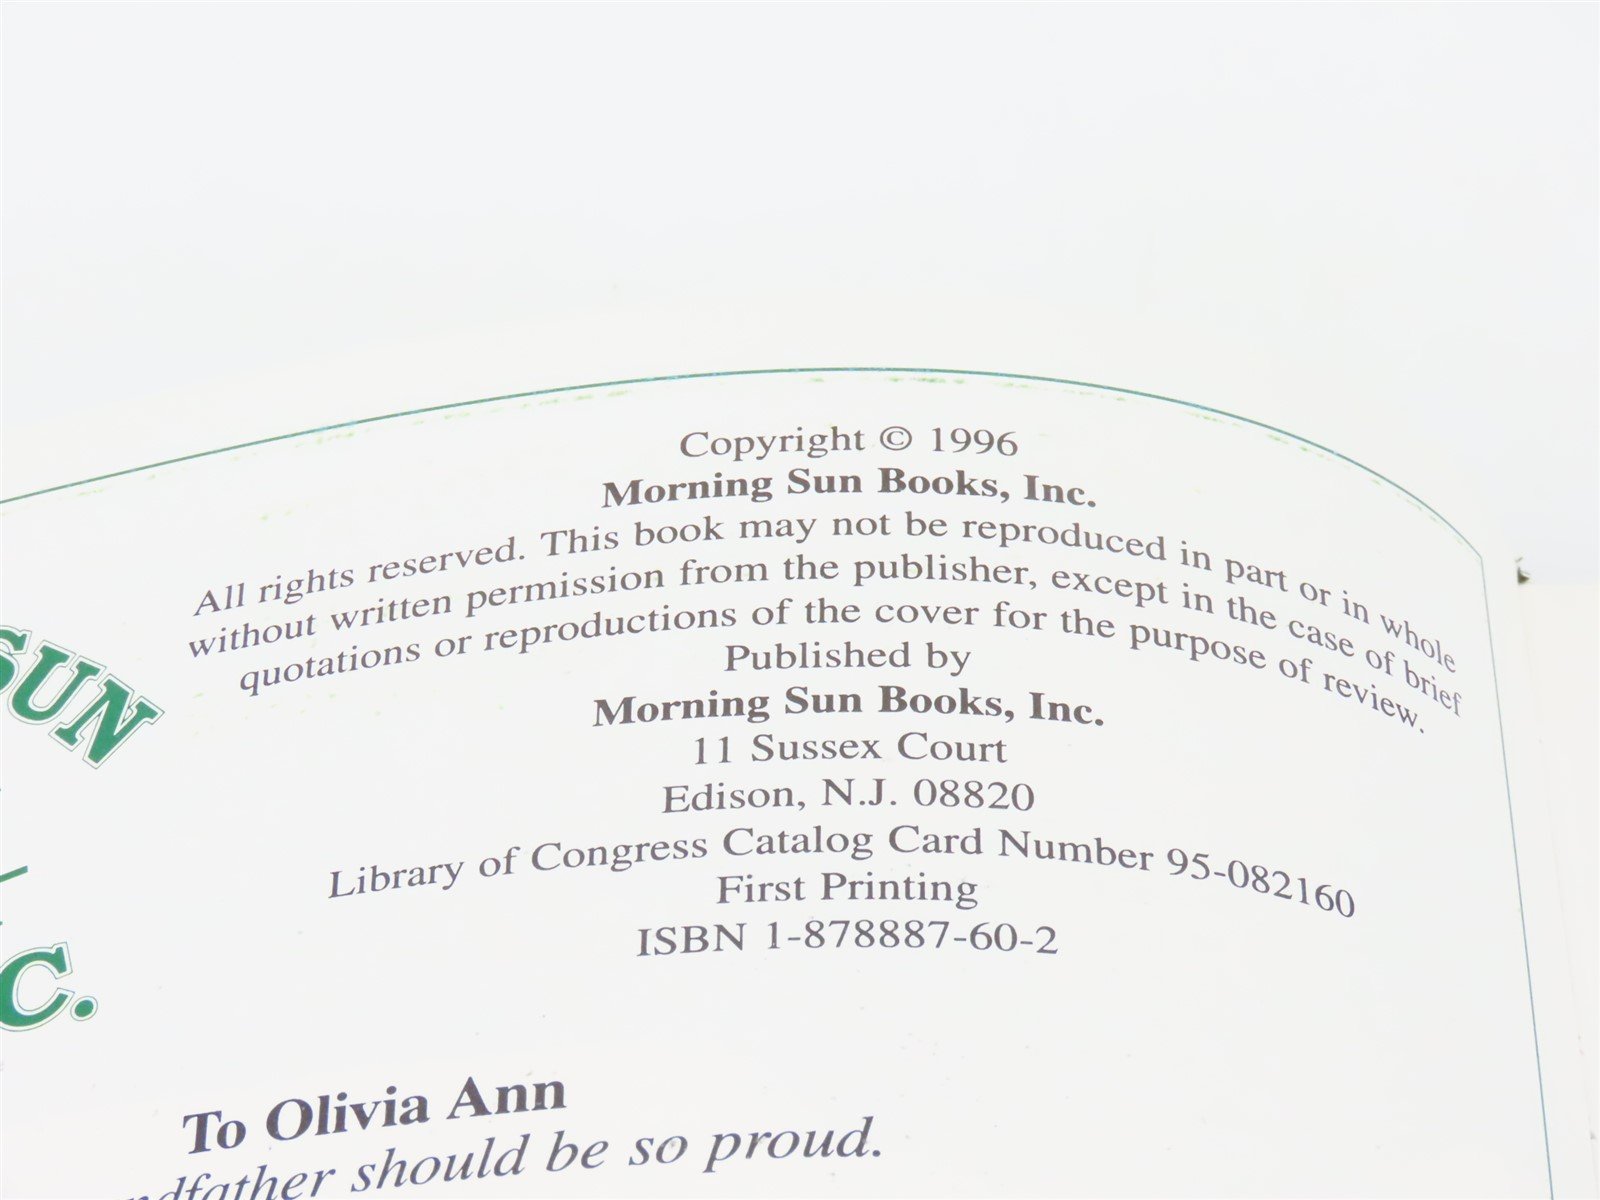 Copyright © 1996
Morning Sun Books, Inc.
All rights reserved. This book may not be reproduced in part or in whole
without written permission from the publisher, except in the case of brief
quotations or reproductions of the cover for the purpose of review.
Published by
Morning Sun Books, Inc.
11 Sussex Court
Edison, N.J. 08820
Library of Congress Catalog Card Number 95-082160
First Printing
ISBN 1-878887-60-2
SUN
C.
To Olivia Ann
should be so proud.